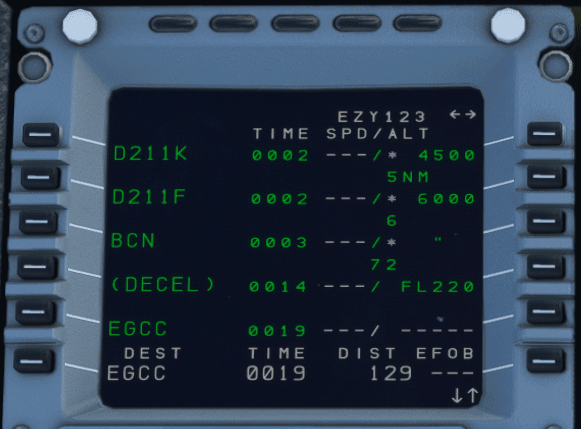 EZY123 ←→
TIME SPD/ALT
D211K 0002 ---/* 4500
5NM
D211F 0002 ---/* 6000
6
BCN 0003 ---/* "
72
(DECEL) 0014 ---/ FL220
EGCC 0019 ---/ -----
DEST TIME DIST EFOB
EGCC 0019 129 ---
↓↑